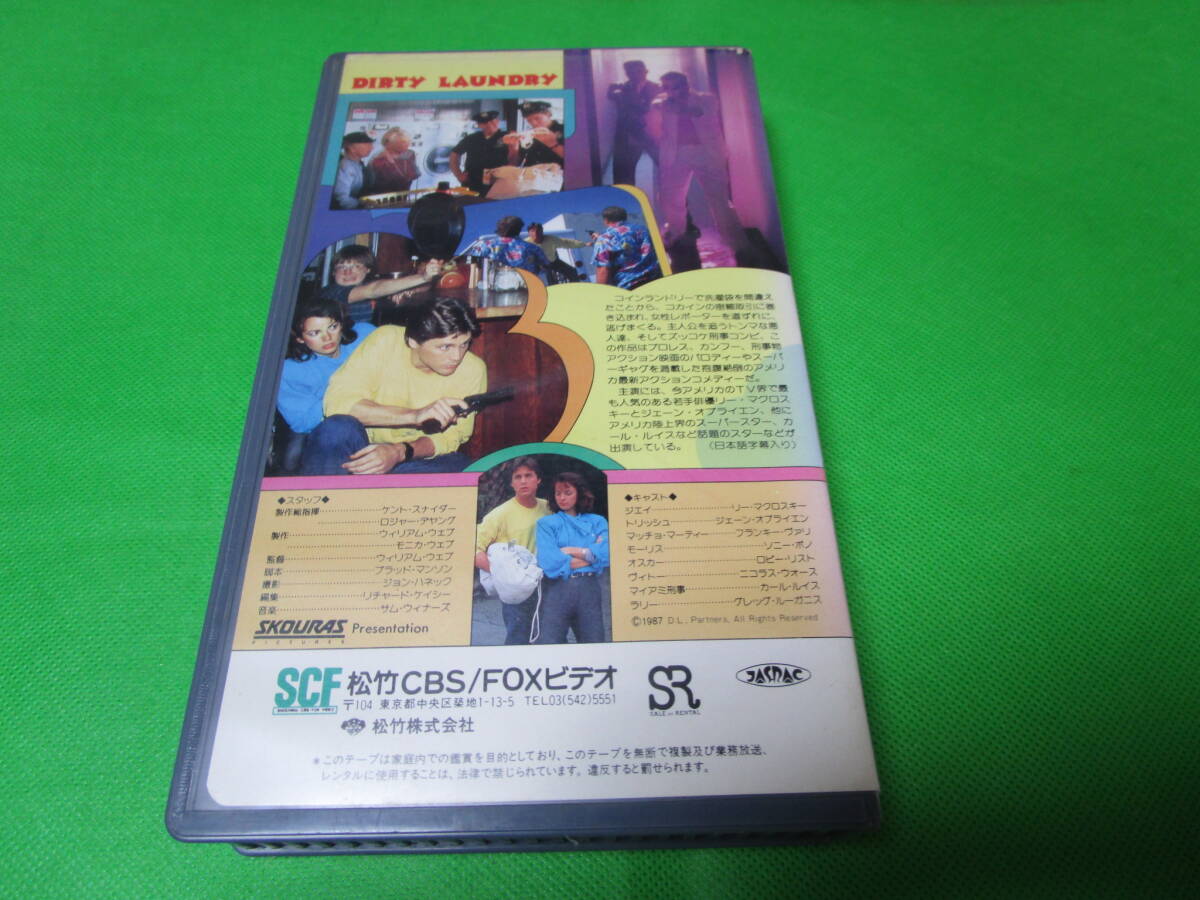 DIRTY LAUNDRY
コインランドリーで洗濯袋を間違え
たことから、コカインの密輸取引に巻
き込まれ、女性レポーターを道ずれに、
逃げまくる。主人公を追うトンマな悪
人達、そしてズッコケ刑事コンビ。こ
の作品はプロレス、カンフー、刑事物
アクション映画のパロディーやスーパ
ーギャグを満載した抱腹絶倒のアメリ
カ最新アクションコメディーだ。
主演には、今アメリカのTV界で最
も人気のある若手俳優リー・マクロス
キーとジェーン・オブライエン、他に
アメリカ陸上界のスーパースター、カ
ール・ルイスなど話題のスターなどが
出演している。 (日本語字幕入り)
◆スタッフ◆
製作総指揮……ケント・スナイダー
ロジャー・デヤング
製作……ウィリアム・ウェブ
……モニカ・ウェブ
監督……ウィリアム・ウェブ
脚本……ブラッド・マンソン
撮影……ジョン・ハネック
編集……リチャード・ケイシー
音楽……サム・ウィナーズ
SKOURAS Presentation
PICTURES
◆キャスト◆
ジェイ……リー・マクロスキー
トリッシュ……ジェーン・オブライエン
マッチョ・マーティー……フランキー・ヴァリ
モーリス……ソニー・ボノ
オスカー……ロビー・リスト
ヴィトー……ニコラス・ウォース
マイアミ刑事……カール・ルイス
ラリー……グレッグ・ルーガニス
©1987 D.L. Partners, All Rights Reserved
SCF 松竹CBS/FOXビデオ
〒104 東京都中央区築地1-13-5 TEL03(542)5551
松竹株式会社
SR
SALE or RENTAL
JASRAC
*このテープは家庭内での鑑賞を目的としており、このテープを無断で複製及び業務放送、
レンタルに使用することは、法律で禁じられています。違反すると罰せられます。